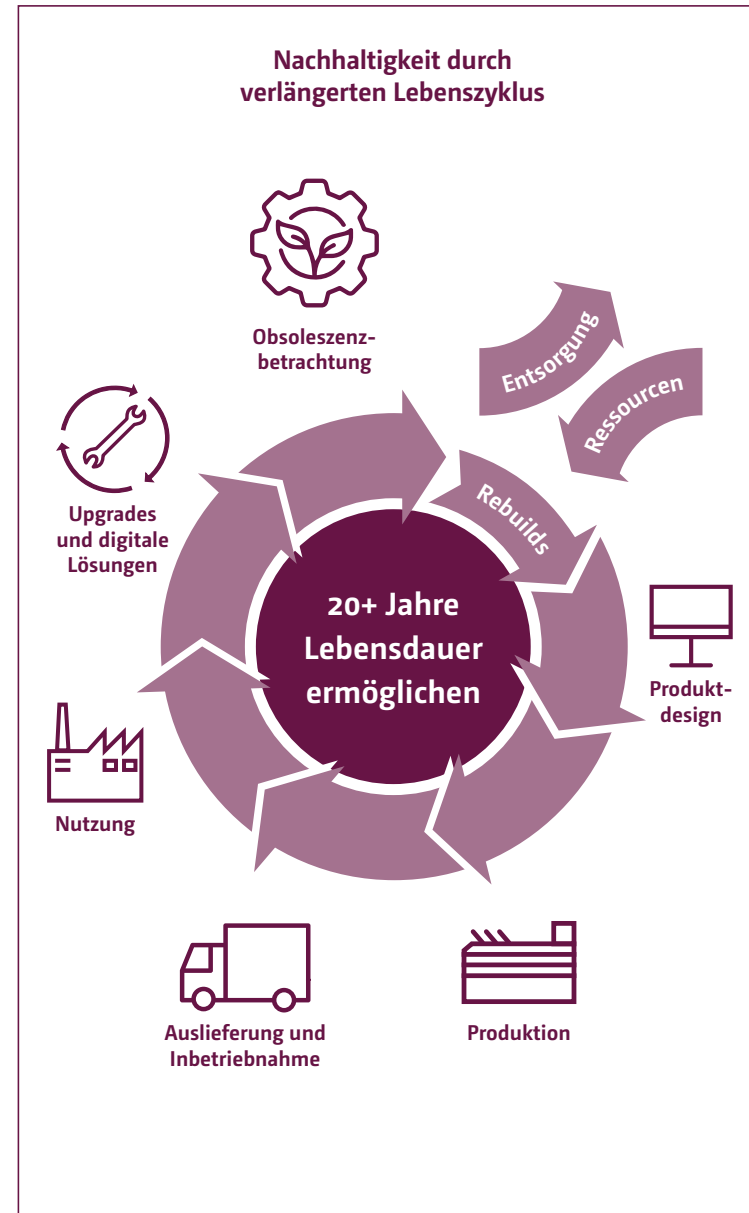 Nachhaltigkeit durch
verlängerten Lebenszyklus
Obsoleszenz-
betrachtung
Entsorgung
Ressourcen
Rebuilds
Upgrades
und digitale
Lösungen
20+ Jahre
Lebensdauer
ermöglichen
Produkt-
design
Nutzung
Auslieferung und
Inbetriebnahme
Produktion